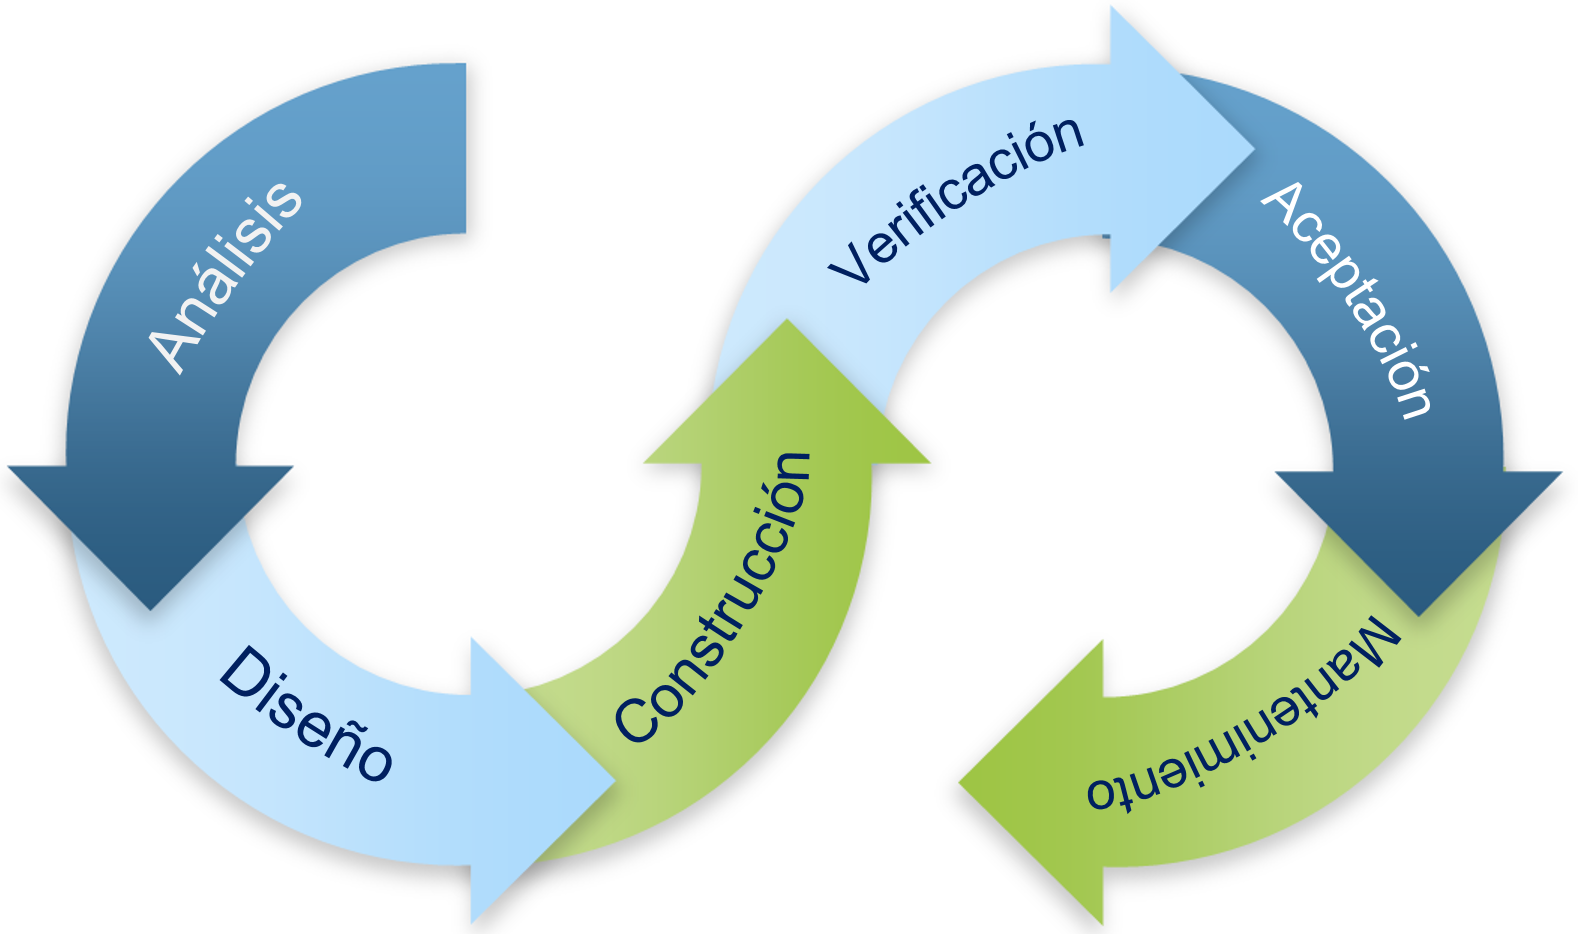 Análisis
Diseño
Construcción
Verificación
Aceptación
Mantenimiento